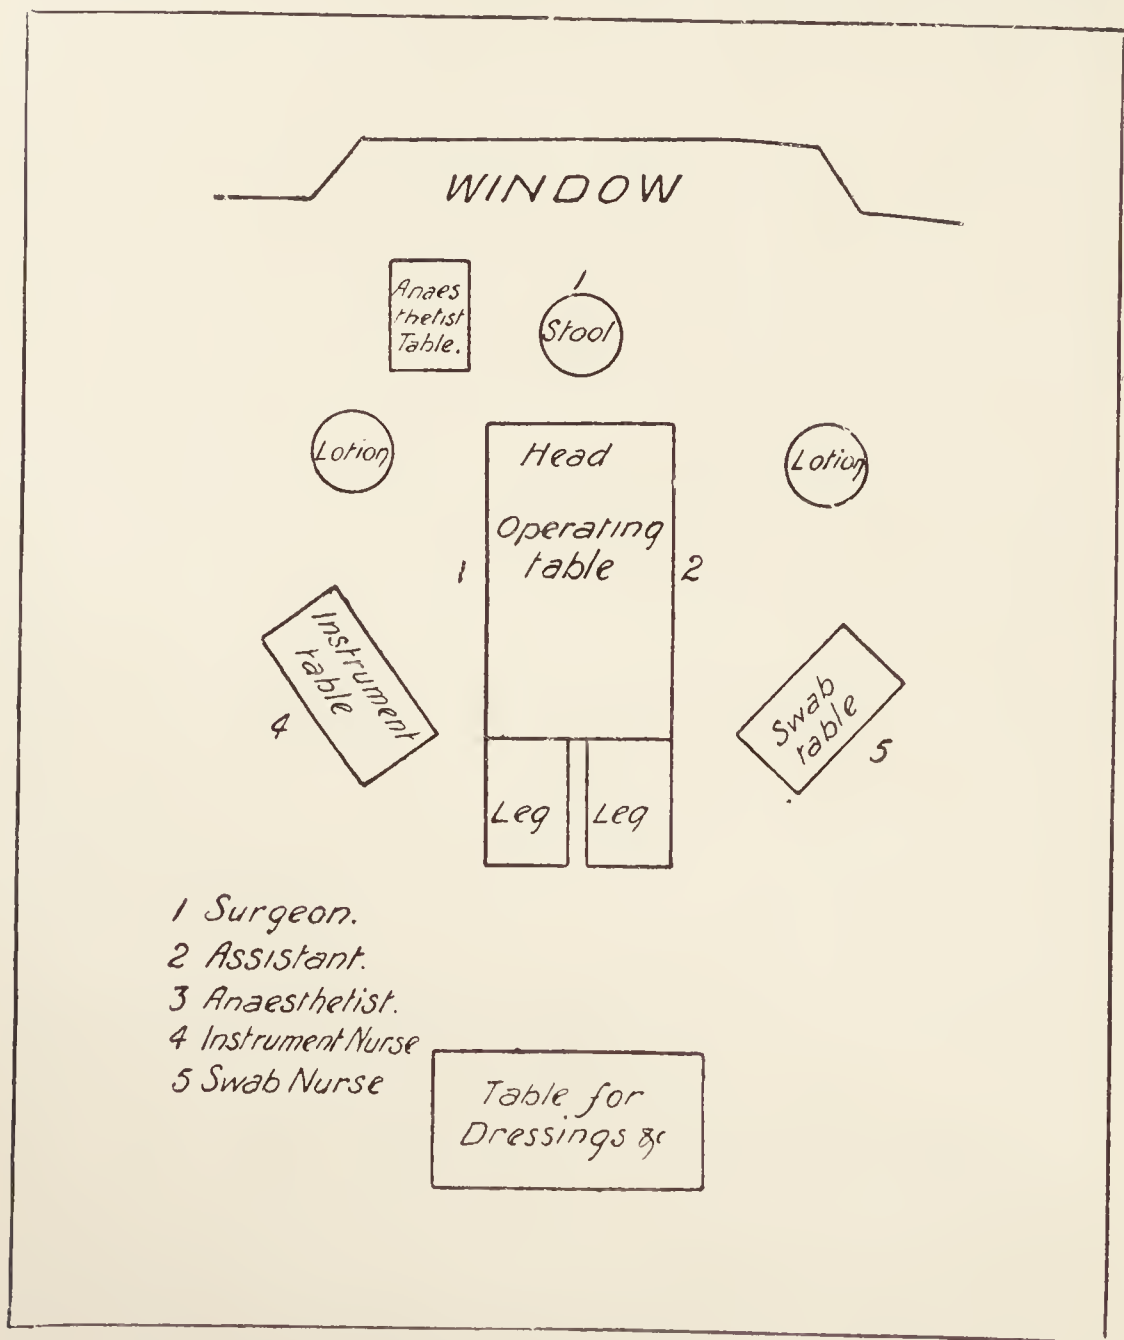 WINDOW
Anaes
thetist
Table.
1
Stool
Lotion
Head
Lotion
Operating
table
1
2
Instrument
table
4
Swab
table
5
Leg
Leg
1 Surgeon.
2 Assistant.
3 Anaesthetist.
4 Instrument Nurse
5 Swab Nurse
Table for
Dressings &c